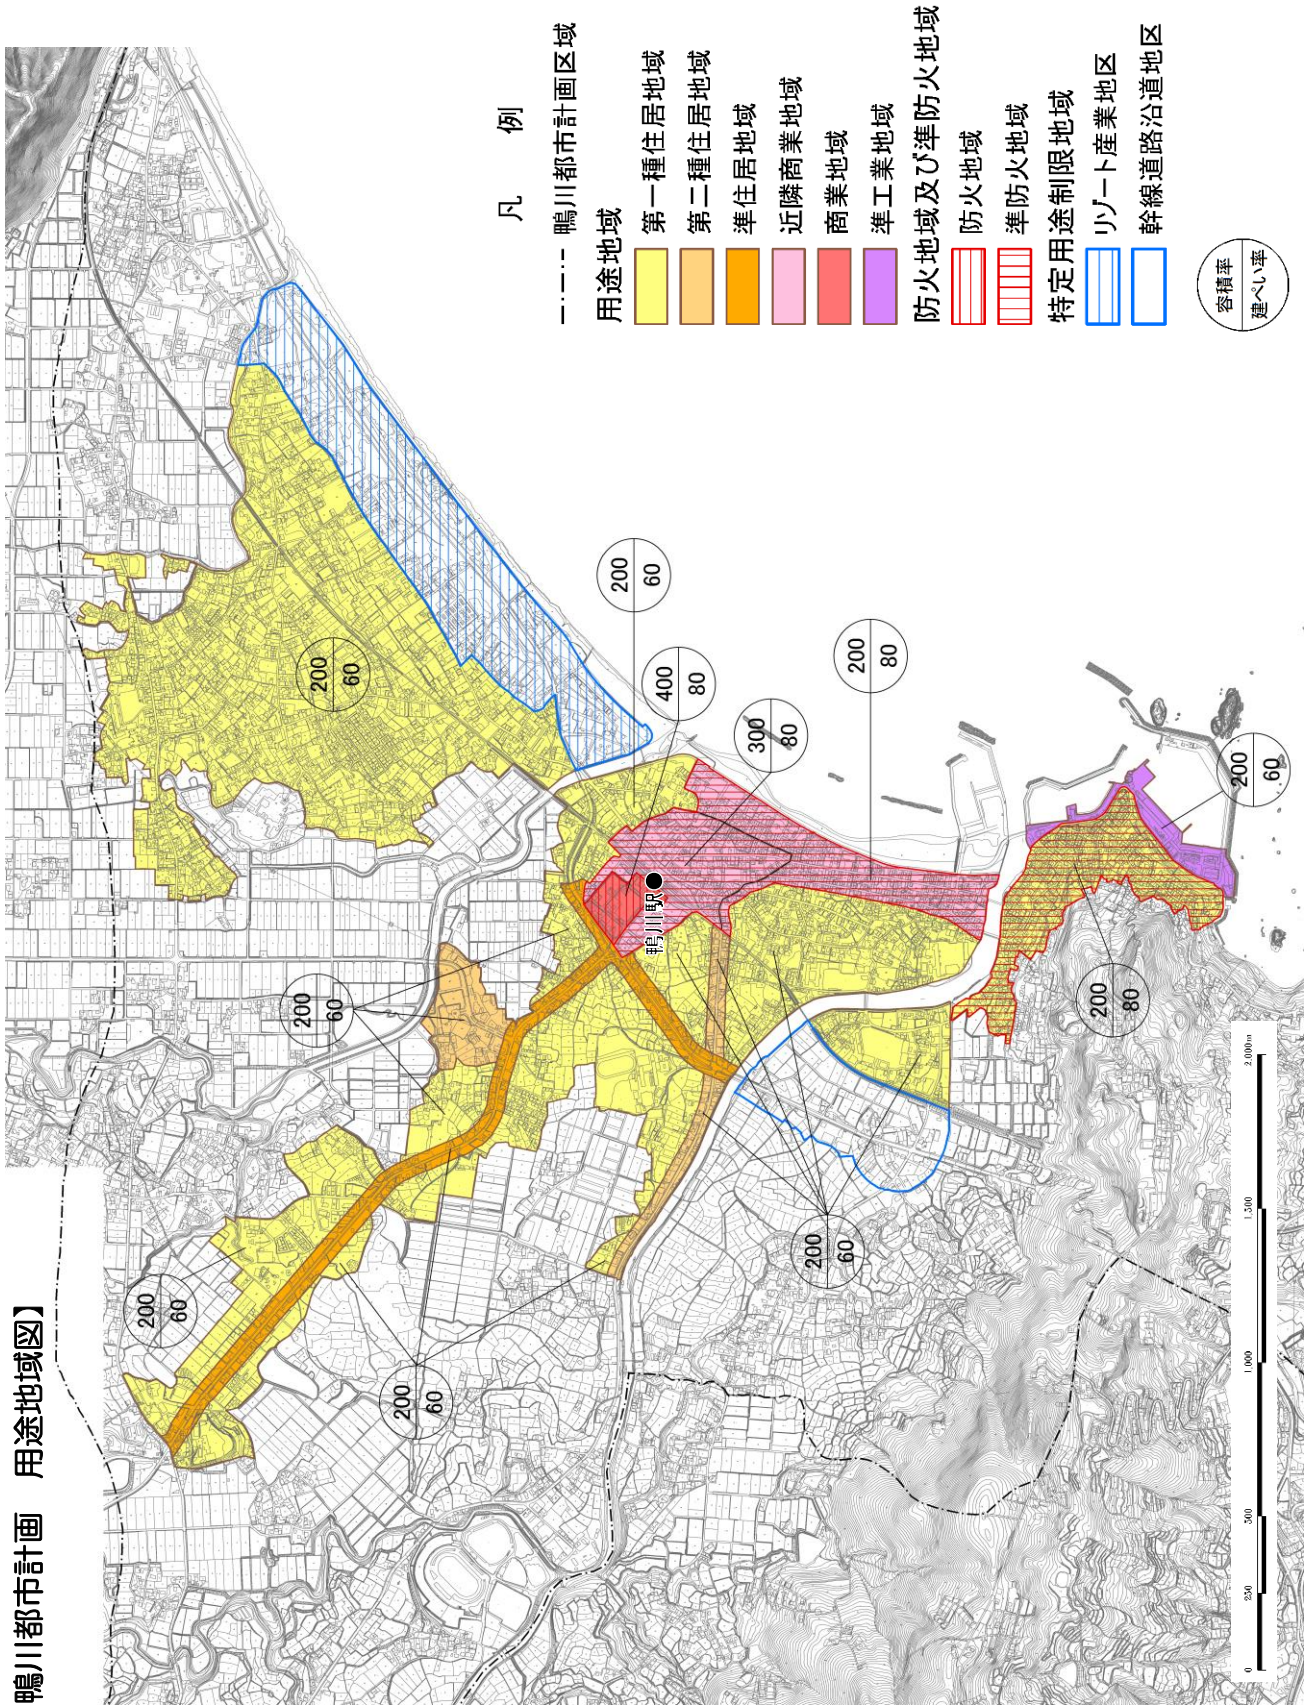 鴨川都市計画　用途地域図】
凡　例
鴨川都市計画区域
用途地域
第一種住居地域
第二種住居地域
準住居地域
近隣商業地域
商業地域
準工業地域
防火地域及び準防火地域
防火地域
準防火地域
特定用途制限地域
リゾート産業地区
幹線道路沿道地区
容積率
建ぺい率
200
60
200
60
200
60
200
60
200
60
400
80
300
80
200
80
鴨川駅
200
60
200
80
200
60
0
250
500
1,000
1,500
2,000m